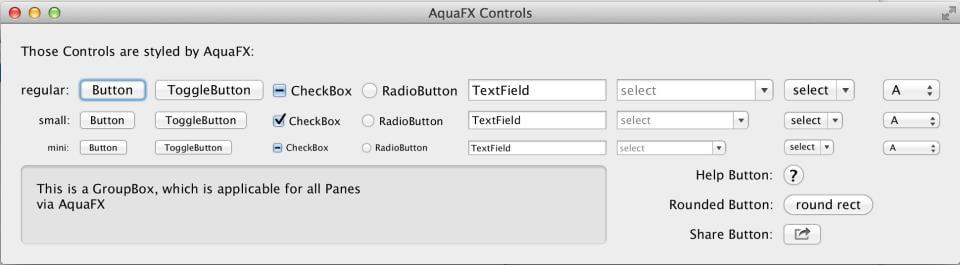 AquaFX Controls
Those Controls are styled by AquaFX:
regular: Button ToggleButton CheckBox RadioButton TextField select select A
small: Button ToggleButton CheckBox RadioButton TextField select select A
mini: Button ToggleButton CheckBox RadioButton TextField select select A
This is a GroupBox, which is applicable for all Panes
via AquaFX
Help Button: ?
Rounded Button: round rect
Share Button: